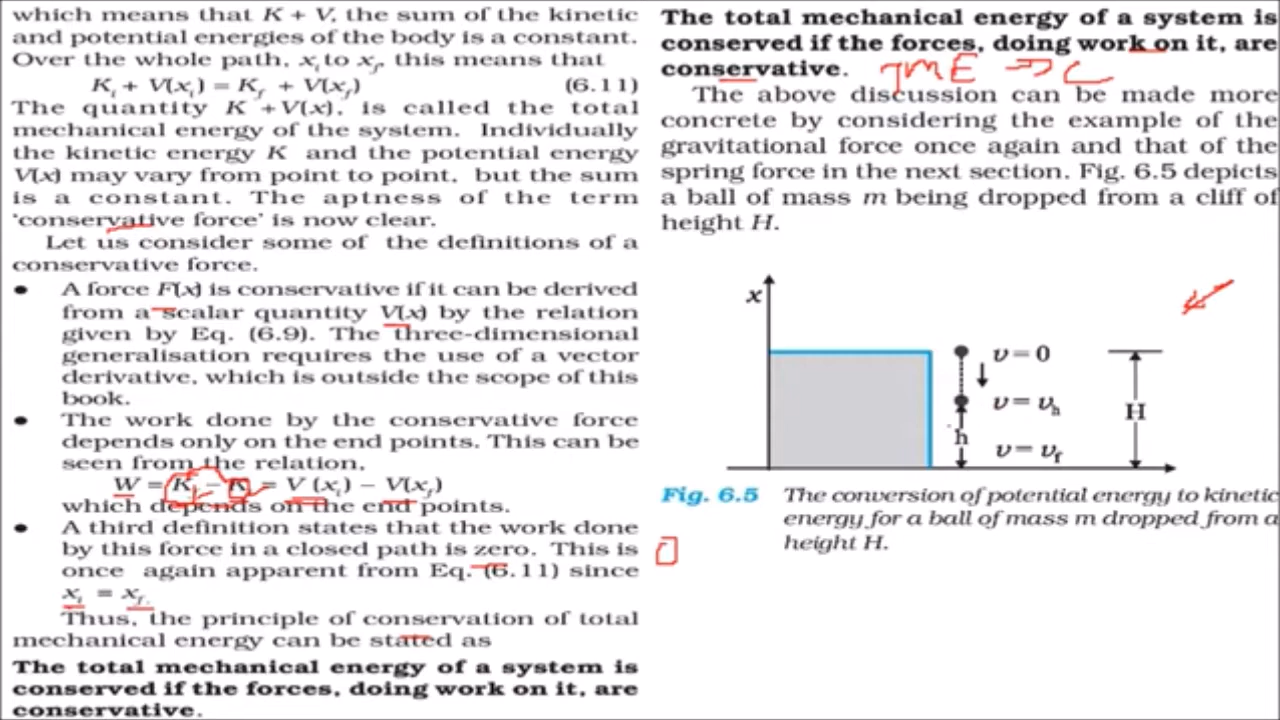 which means that K + V, the sum of the kinetic
and potential energies of the body is a constant.
Over the whole path, xᵢ to x_f, this means that
Kᵢ + V(xᵢ) = K_f + V(x_f) (6.11)
The quantity K +V(x), is called the total
mechanical energy of the system. Individually
the kinetic energy K and the potential energy
V(x) may vary from point to point, but the sum
is a constant. The aptness of the term
‘conservative force’ is now clear.
Let us consider some of the definitions of a
conservative force.
● A force F(x) is conservative if it can be derived
from a scalar quantity V(x) by the relation
given by Eq. (6.9). The three-dimensional
generalisation requires the use of a vector
derivative, which is outside the scope of this
book.
● The work done by the conservative force
depends only on the end points. This can be
seen from the relation,
W = K_f – Kᵢ = V (xᵢ) – V(x_f)
which depends on the end points.
● A third definition states that the work done
by this force in a closed path is zero. This is
once again apparent from Eq. (6.11) since
xᵢ = x_f.
Thus, the principle of conservation of total
mechanical energy can be stated as
The total mechanical energy of a system is
conserved if the forces, doing work on it, are
conservative.
The total mechanical energy of a system is
conserved if the forces, doing work on it, are
conservative. TME ⇒ C
The above discussion can be made more
concrete by considering the example of the
gravitational force once again and that of the
spring force in the next section. Fig. 6.5 depicts
a ball of mass m being dropped from a cliff of
height H.
x
υ = 0
υ = υₕ
H
h
υ = υ_f
Fig. 6.5 The conversion of potential energy to kinetic
energy for a ball of mass m dropped from a
height H.